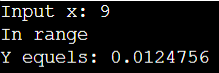 Input x: 9
In range
Y equels: 0.0124756